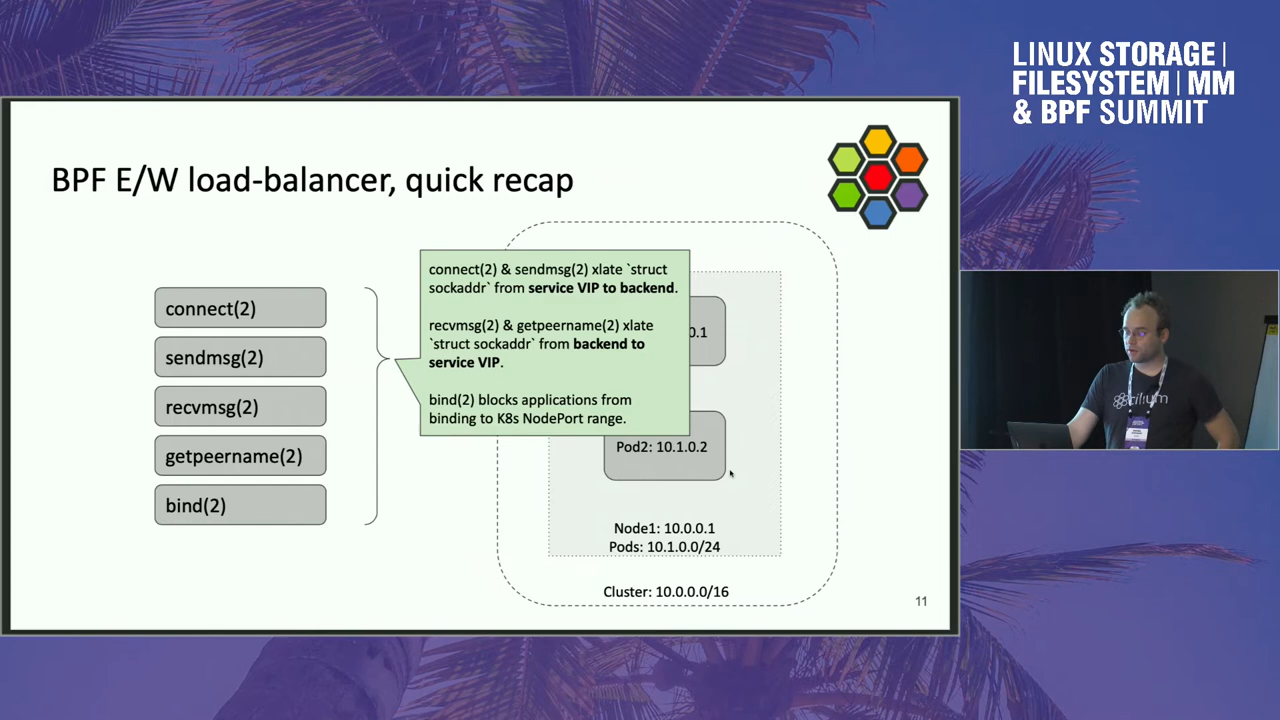 LINUX STORAGE |
FILESYSTEM | MM
& BPF SUMMIT
BPF E/W load-balancer, quick recap
connect(2)
sendmsg(2)
recvmsg(2)
getpeername(2)
bind(2)
connect(2) & sendmsg(2) xlate `struct
sockaddr` from service VIP to backend.
recvmsg(2) & getpeername(2) xlate
`struct sockaddr` from backend to
service VIP.
bind(2) blocks applications from
binding to K8s NodePort range.
0.1
Pod2: 10.1.0.2
Node1: 10.0.0.1
Pods: 10.1.0.0/24
Cluster: 10.0.0.0/16
11
cilium